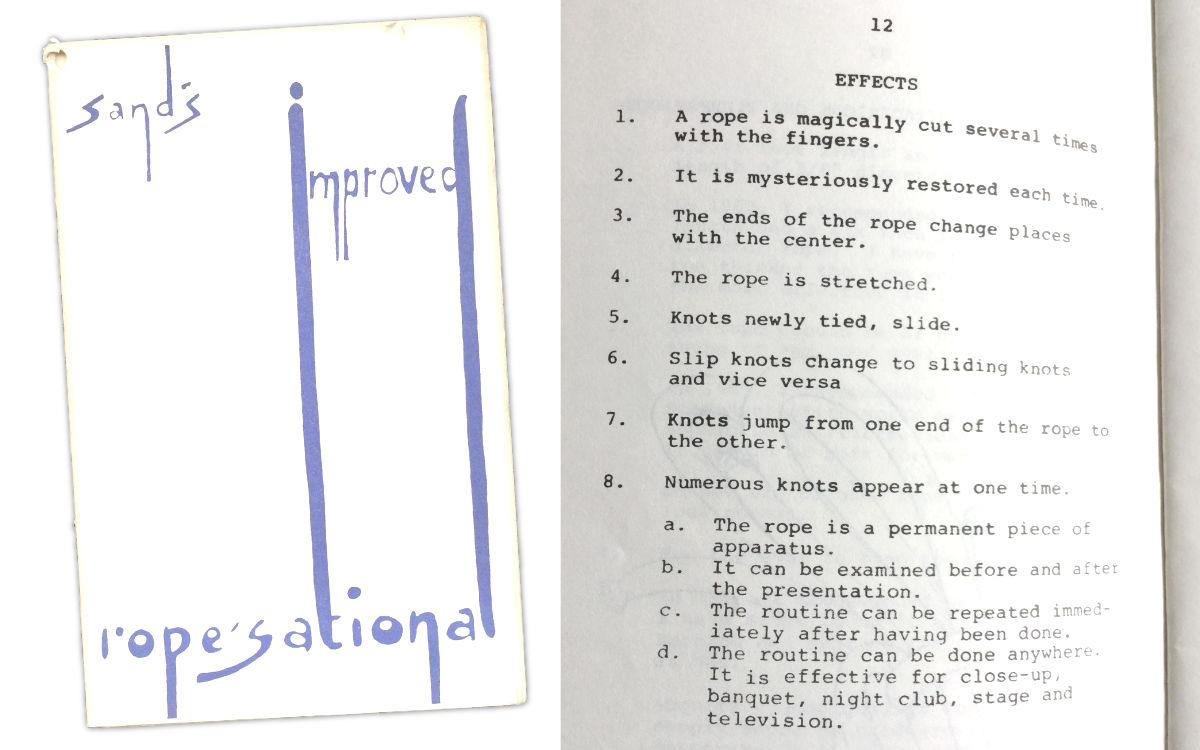 sand's
improved
rope'sational
12
EFFECTS
1. A rope is magically cut several times
with the fingers.
2. It is mysteriously restored each time.
3. The ends of the rope change places
with the center.
4. The rope is stretched.
5. Knots newly tied, slide.
6. Slip knots change to sliding knots
and vice versa
7. Knots jump from one end of the rope to
the other.
8. Numerous knots appear at one time.
a. The rope is a permanent piece of
apparatus.
b. It can be examined before and after
the presentation.
c. The routine can be repeated immed-
iately after having been done.
d. The routine can be done anywhere.
It is effective for close-up,
banquet, night club, stage and
television.